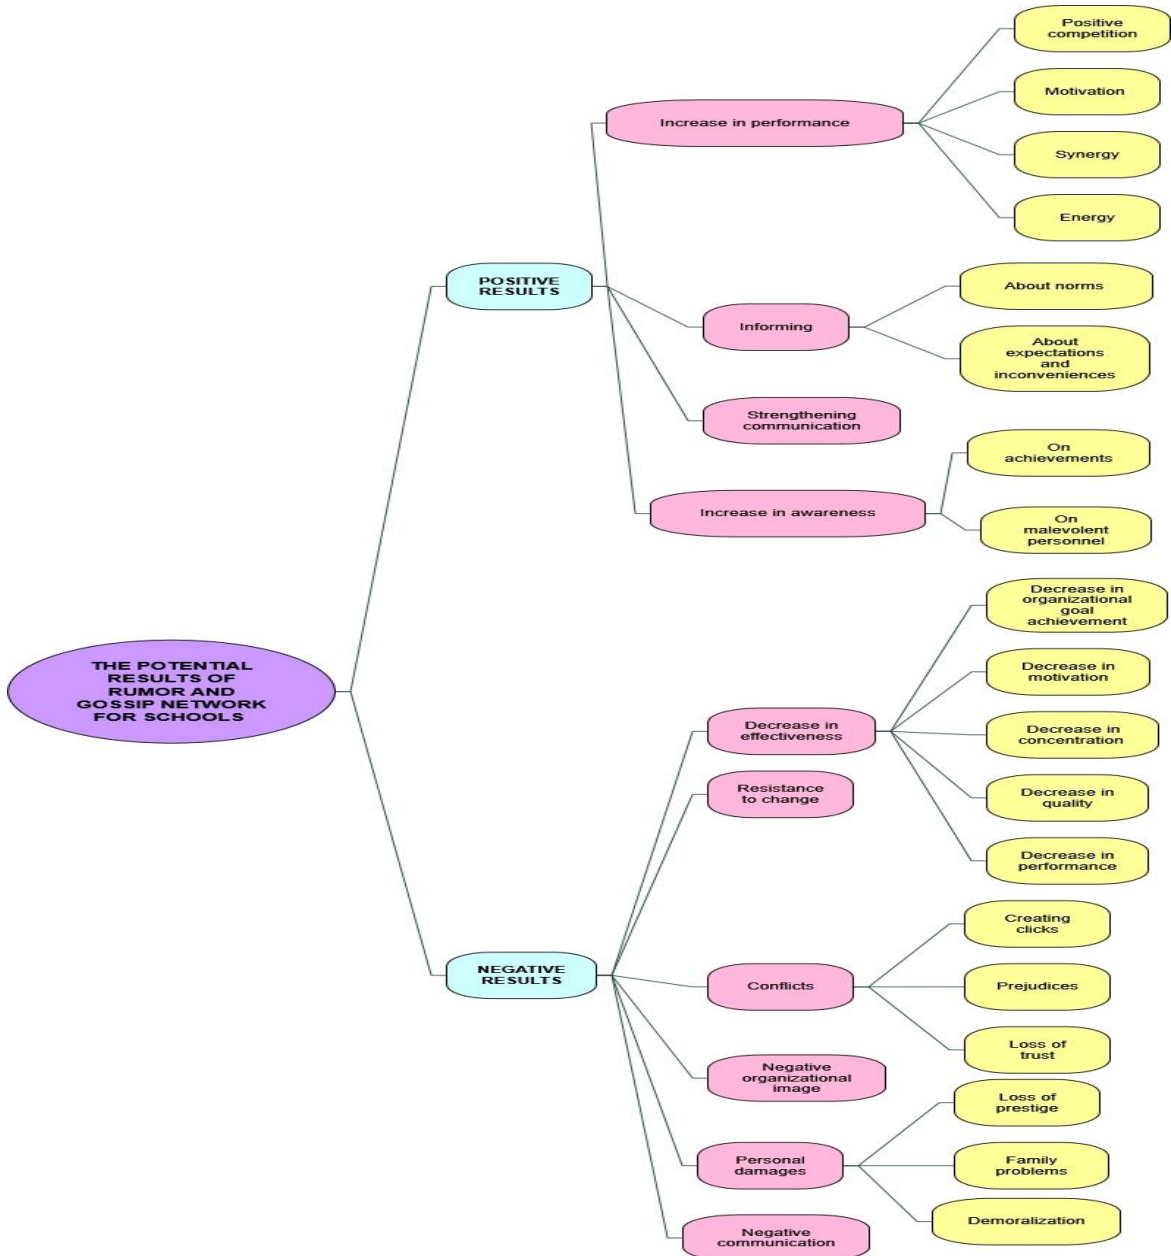 Positive
competition
Motivation
Increase in performance
Synergy
Energy
POSITIVE
RESULTS
About norms
Informing
About
expectations
and
inconveniences
Strengthening
communication
On
achievements
Increase in awareness
On
malevolent
personnel
THE POTENTIAL
RESULTS OF
RUMOR AND
GOSSIP NETWORK
FOR SCHOOLS
Decrease in
organizational
goal
achievement
Decrease in
motivation
Decrease in
effectiveness
Decrease in
concentration
Resistance
to change
Decrease in
quality
Decrease in
performance
NEGATIVE
RESULTS
Creating
clicks
Conflicts
Prejudices
Loss of
trust
Negative
organizational
image
Loss of
prestige
Personal
damages
Family
problems
Demoralization
Negative
communication